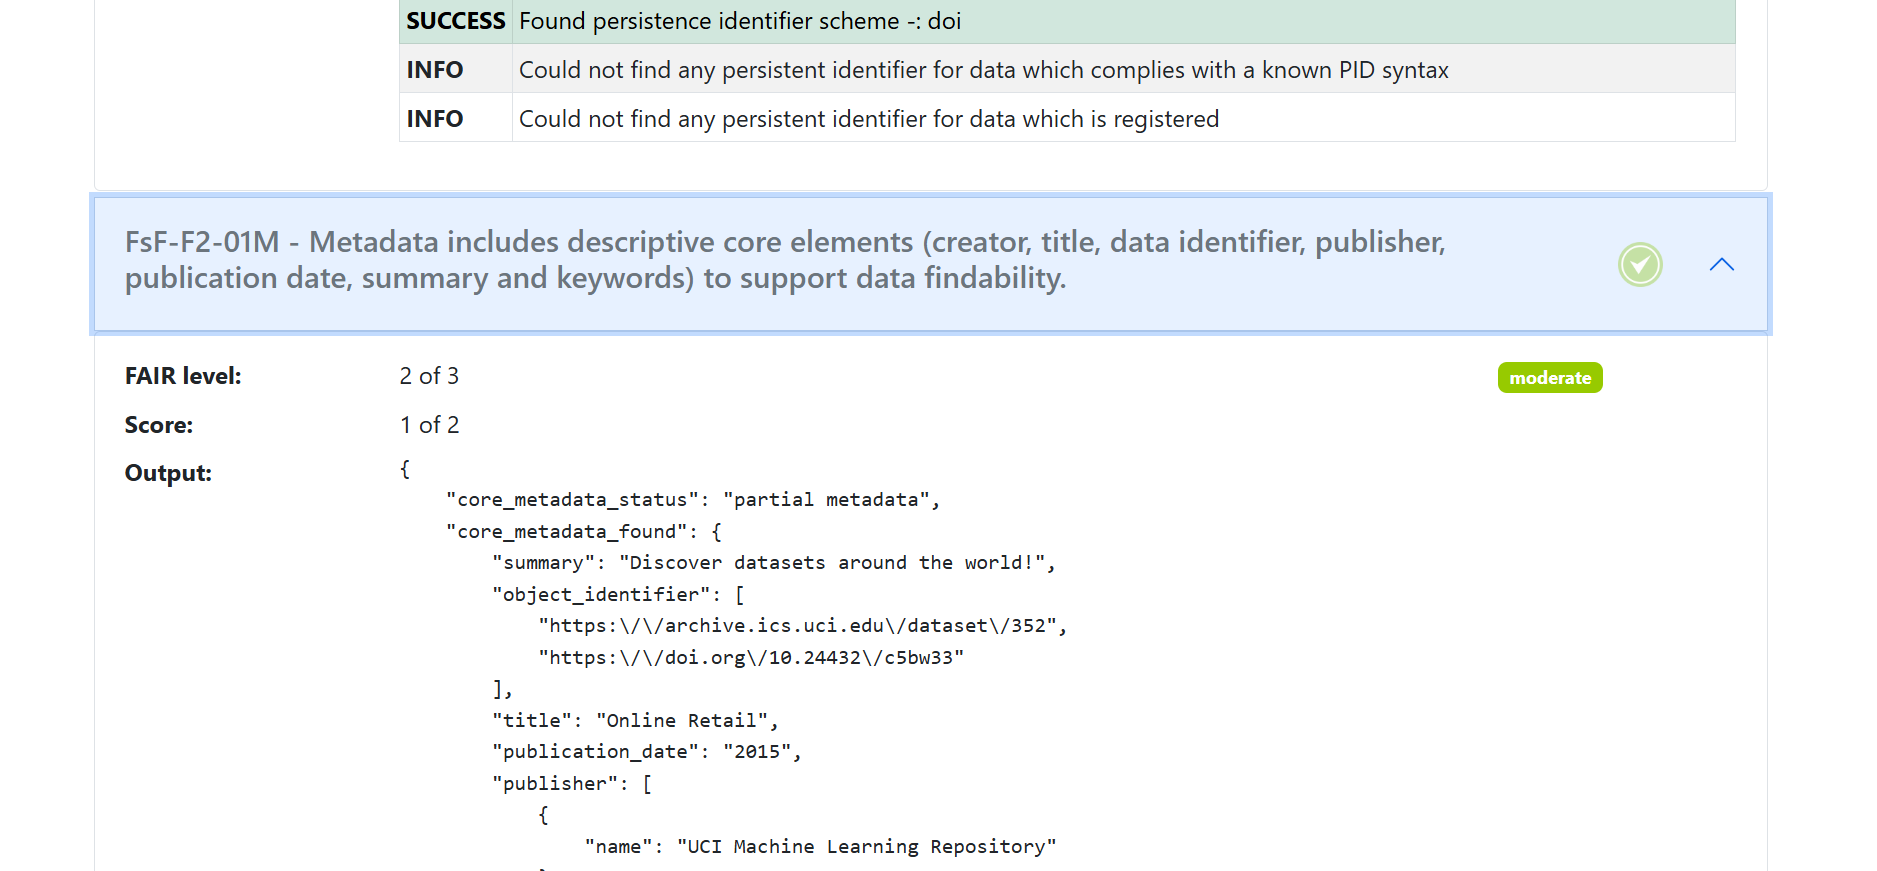 SUCCESS Found persistence identifier scheme -: doi
INFO Could not find any persistent identifier for data which complies with a known PID syntax
INFO Could not find any persistent identifier for data which is registered
FsF-F2-01M - Metadata includes descriptive core elements (creator, title, data identifier, publisher,
publication date, summary and keywords) to support data findability.
FAIR level: 2 of 3 moderate
Score: 1 of 2
Output: {
"core_metadata_status": "partial metadata",
"core_metadata_found": {
"summary": "Discover datasets around the world!",
"object_identifier": [
"https:\/\/archive.ics.uci.edu\/dataset\/352",
"https:\/\/doi.org\/10.24432\/c5bw33"
],
"title": "Online Retail",
"publication_date": "2015",
"publisher": [
{
"name": "UCI Machine Learning Repository"